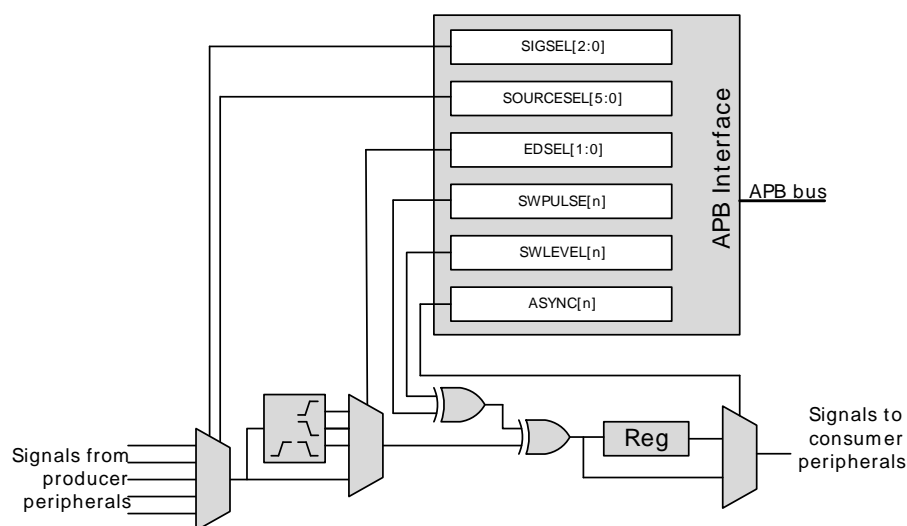 SIGSEL[2:0]
SOURCESEL[5:0]
EDSEL[1:0]
SWPULSE[n]
SWLEVEL[n]
ASYNC[n]
APB Interface
APB bus
Signals from
producer
peripherals
Reg
Signals to
consumer
peripherals